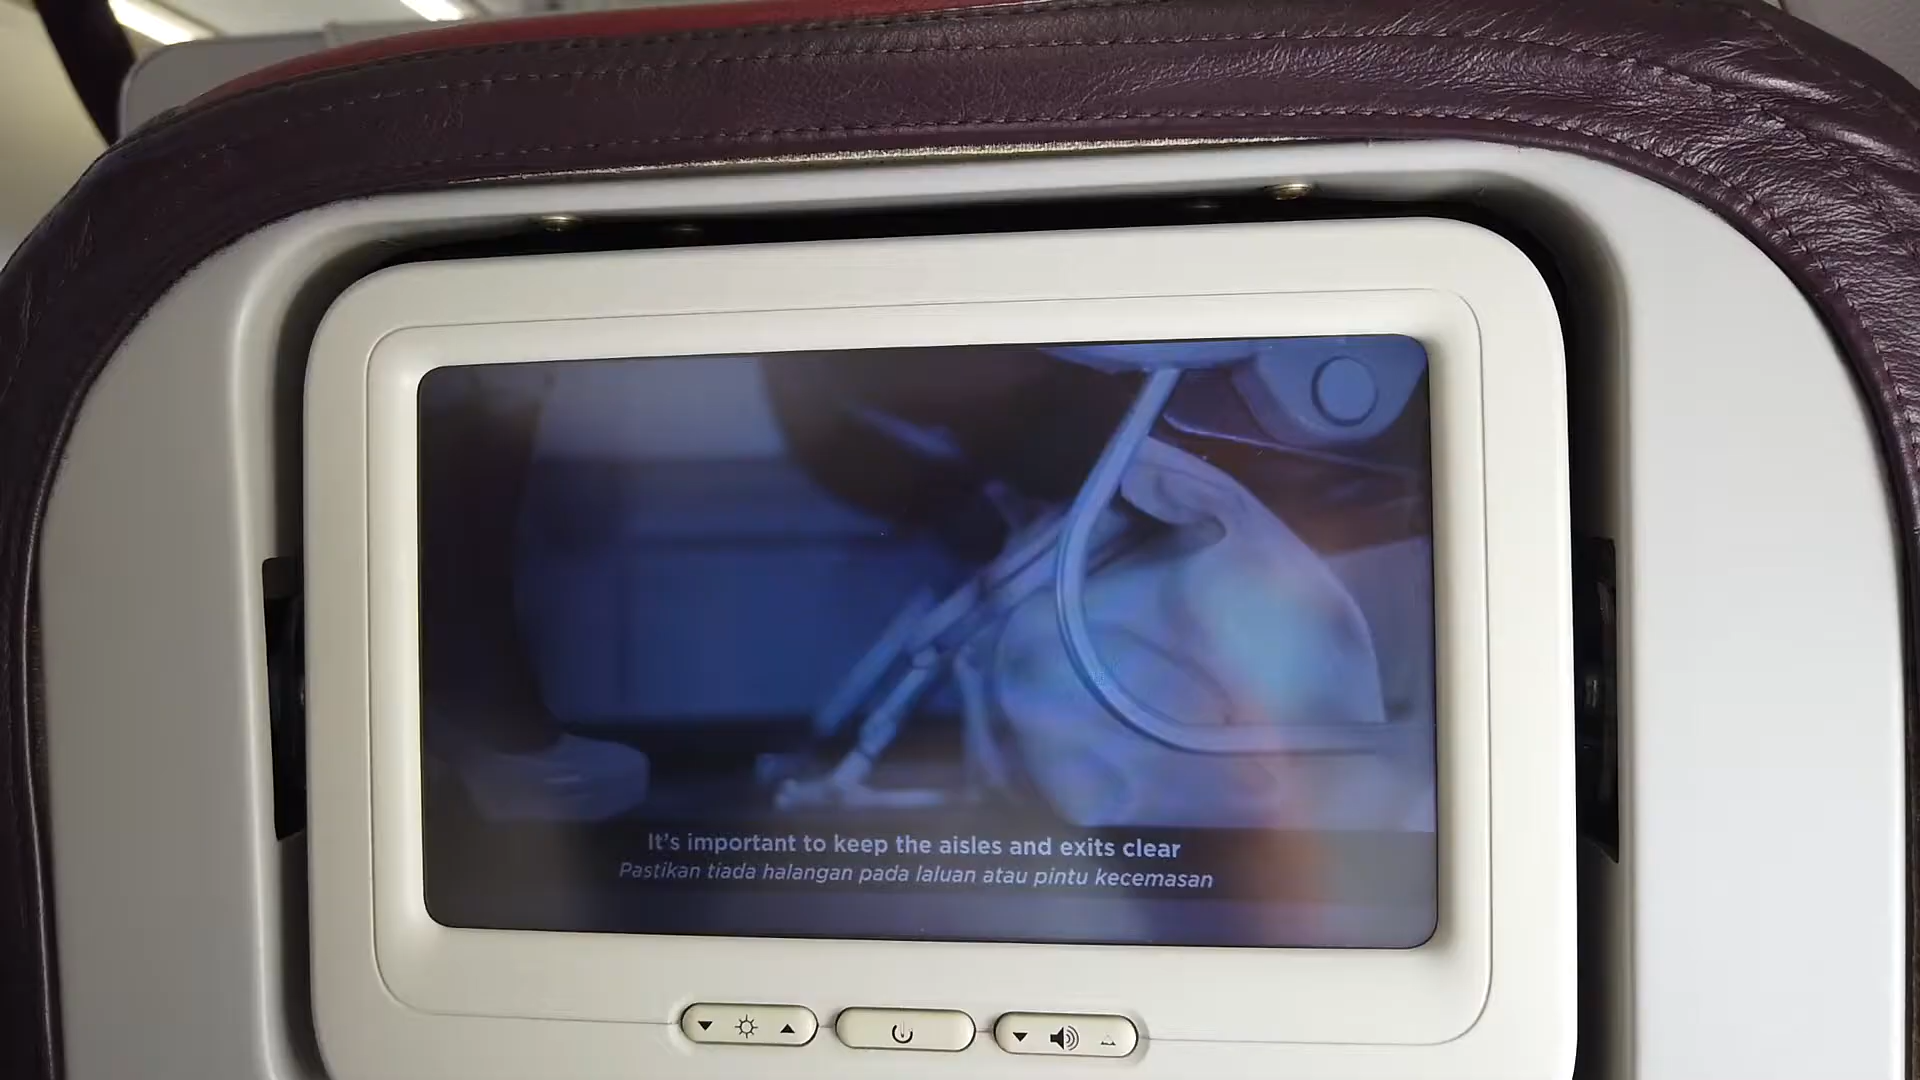 It's important to keep the aisles and exits clear
Pastikan tiada halangan pada laluan atau pintu kecemasan